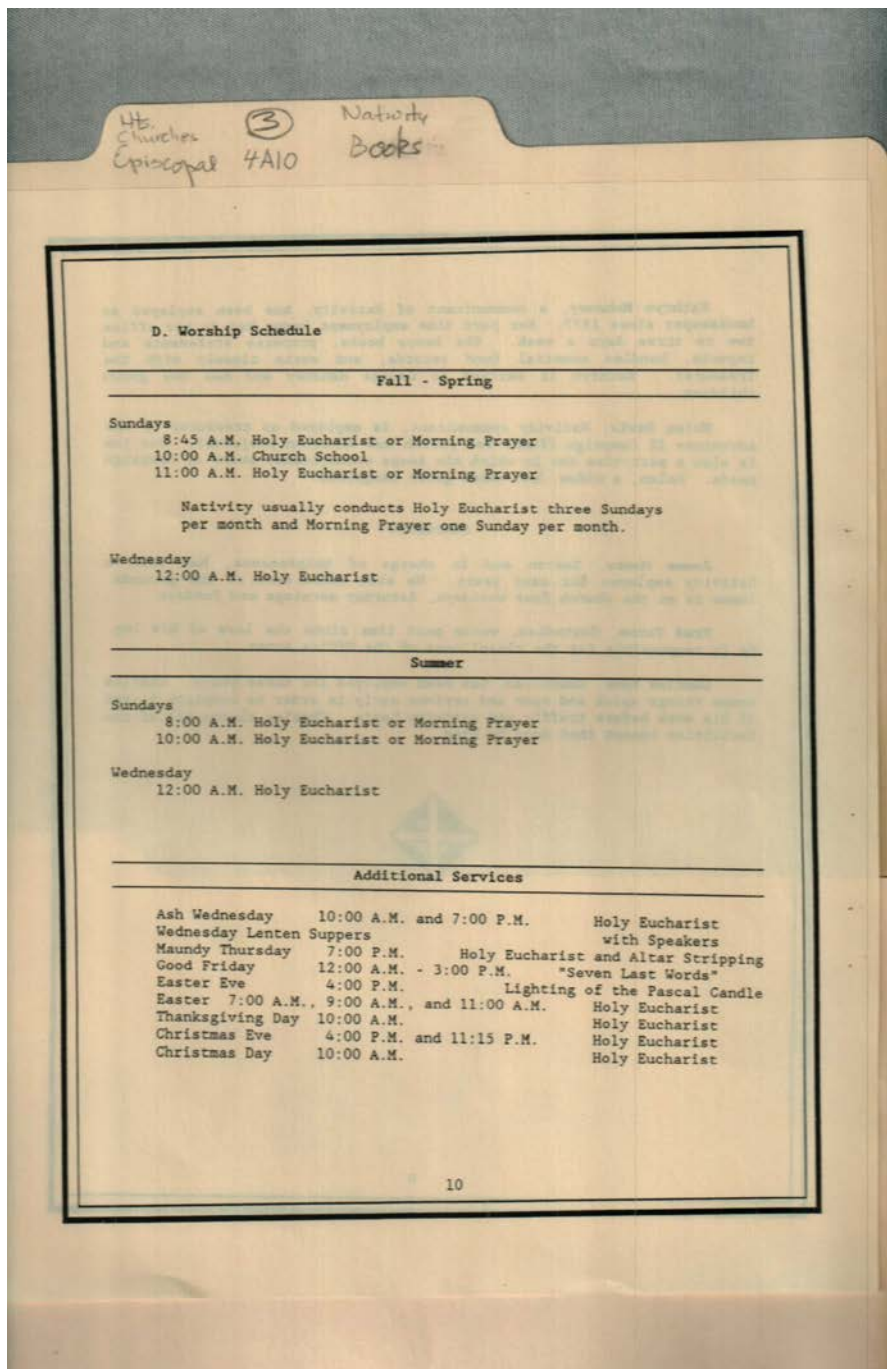 Ht.
Churches
Episcopal
3
4A10
Nativity
Books
D. Worship Schedule
Fall - Spring
Sundays
8:45 A.M. Holy Eucharist or Morning Prayer
10:00 A.M. Church School
11:00 A.M. Holy Eucharist or Morning Prayer
Nativity usually conducts Holy Eucharist three Sundays
per month and Morning Prayer one Sunday per month.
Wednesday
12:00 A.M. Holy Eucharist
Summer
Sundays
8:00 A.M. Holy Eucharist or Morning Prayer
10:00 A.M. Holy Eucharist or Morning Prayer
Wednesday
12:00 A.M. Holy Eucharist
Additional Services
Ash Wednesday 10:00 A.M. and 7:00 P.M. Holy Eucharist
Wednesday Lenten Suppers with Speakers
Maundy Thursday 7:00 P.M. Holy Eucharist and Altar Stripping
Good Friday 12:00 A.M. - 3:00 P.M. "Seven Last Words"
Easter Eve 4:00 P.M. Lighting of the Pascal Candle
Easter 7:00 A.M., 9:00 A.M., and 11:00 A.M. Holy Eucharist
Thanksgiving Day 10:00 A.M. Holy Eucharist
Christmas Eve 4:00 P.M. and 11:15 P.M. Holy Eucharist
Christmas Day 10:00 A.M. Holy Eucharist
10